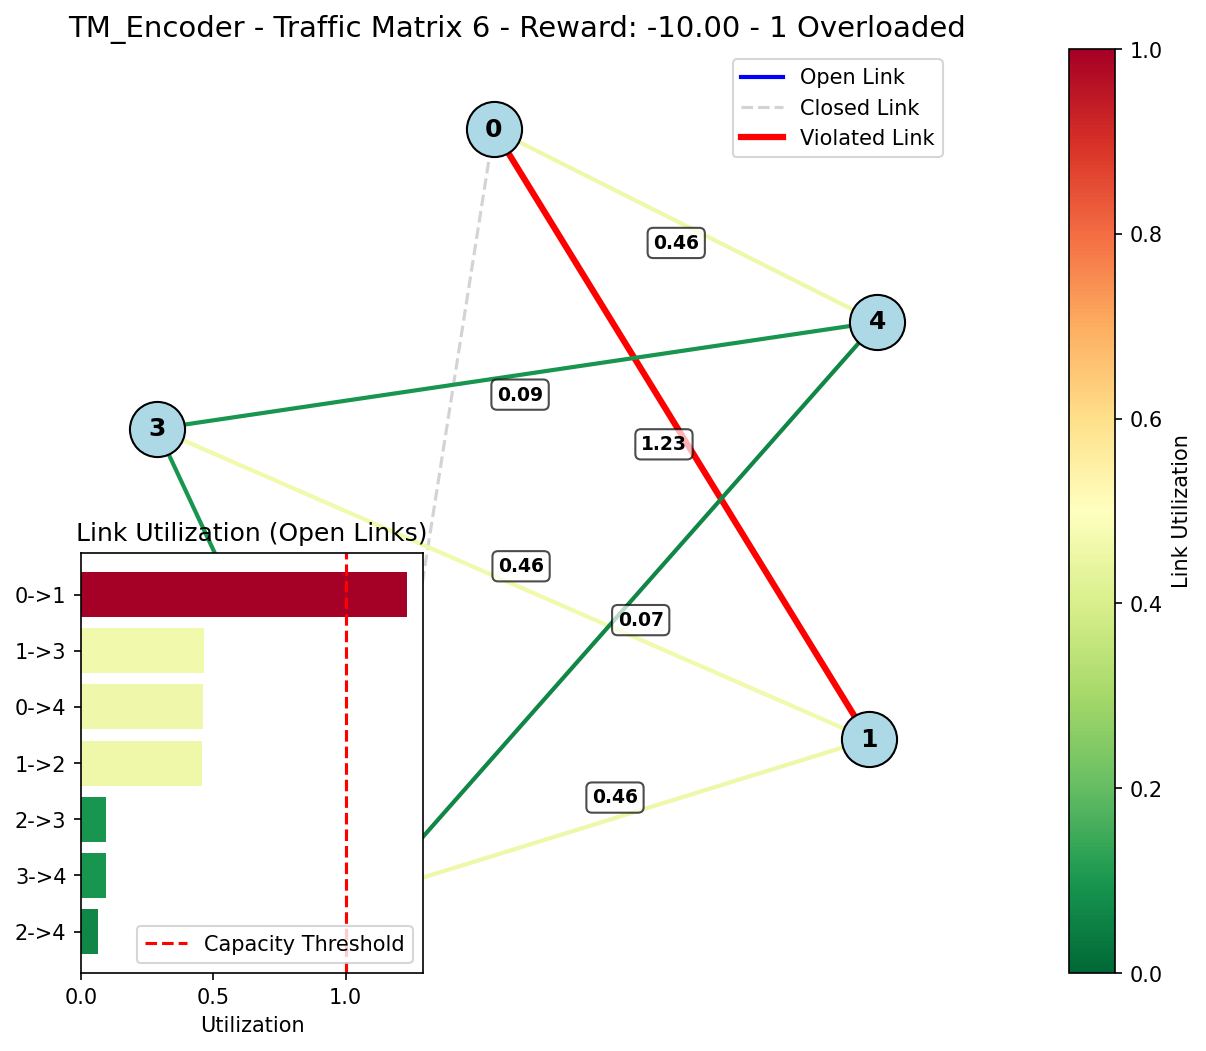 TM_Encoder - Traffic Matrix 6 - Reward: -10.00 - 1 Overloaded
Open Link
Closed Link
Violated Link
0
0.46
4
0.09
3
1.23
0.46
0.07
1
0.46
Link Utilization (Open Links)
0->1
1->3
0->4
1->2
2->3
3->4
2->4
Capacity Threshold
0.0 0.5 1.0
Utilization
1.0
0.8
0.6
0.4
0.2
0.0
Link Utilization